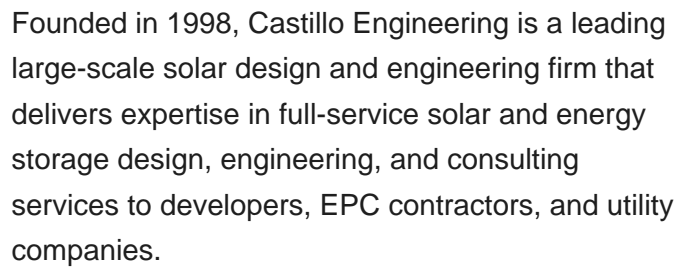 Founded in 1998, Castillo Engineering is a leading
large-scale solar design and engineering firm that
delivers expertise in full-service solar and energy
storage design, engineering, and consulting
services to developers, EPC contractors, and utility
companies.